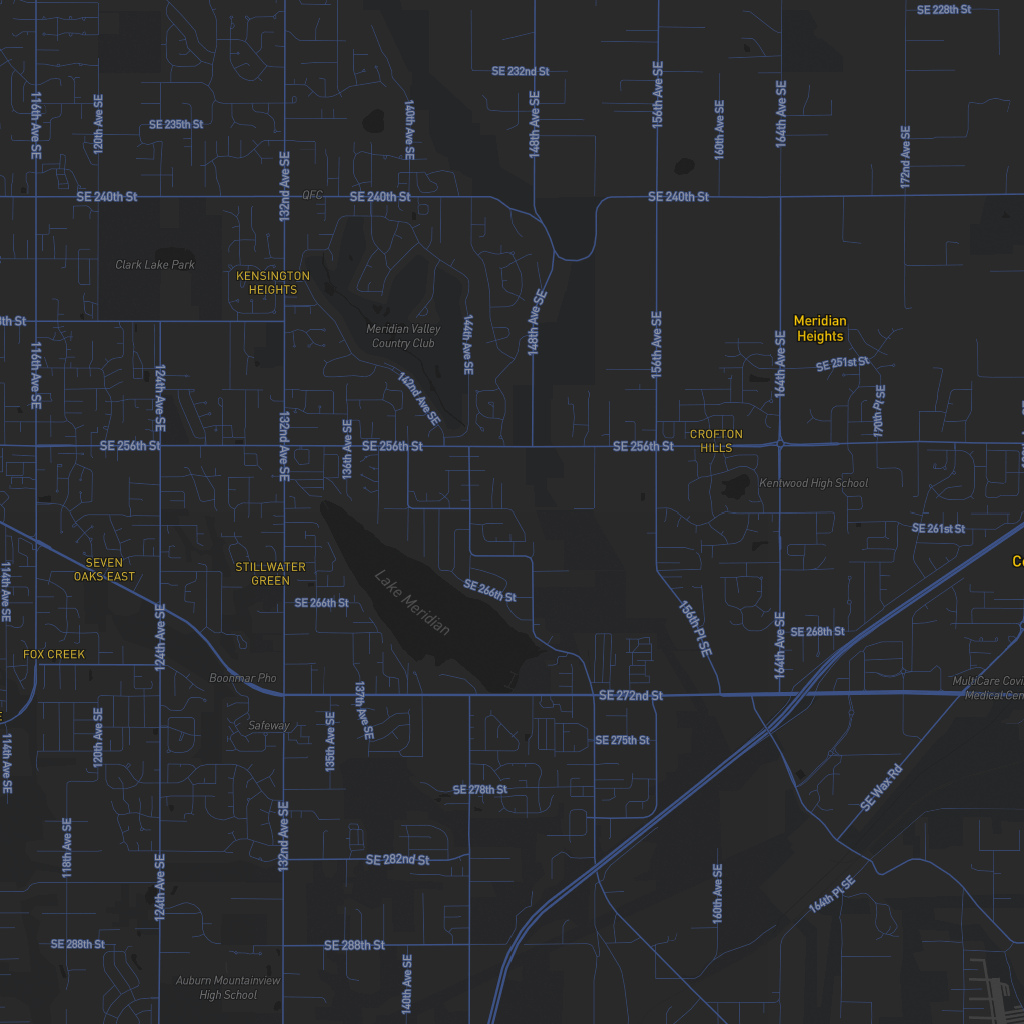 SE 228th St
SE 232nd St
116th Ave SE
120th Ave SE
SE 235th St
140th Ave SE
148th Ave SE
156th Ave SE
160th Ave SE
164th Ave SE
172nd Ave SE
132nd Ave SE
QFC
SE 240th St
SE 240th St
SE 240th St
Clark Lake Park
KENSINGTON
HEIGHTS
Meridian Valley
Country Club
144th Ave SE
148th Ave SE
156th Ave SE
Meridian
Heights
SE 251st St
164th Ave SE
116th Ave SE
124th Ave SE
142nd Ave SE
170th Pl SE
132nd Ave SE
136th Ave SE
SE 256th St
SE 256th St
SE 256th St
CROFTON
HILLS
Kentwood High School
SE 261st St
SEVEN
OAKS EAST
STILLWATER
GREEN
114th Ave SE
Lake Meridian
SE 266th St
SE 266th St
124th Ave SE
156th Pl SE
164th Ave SE
SE 268th St
FOX CREEK
Boonmar Pho
SE 272nd St
MultiCare Covi
Medical Cen
Safeway
137th Ave SE
135th Ave SE
120th Ave SE
114th Ave SE
SE 275th St
SE 278th St
SE Wax Rd
118th Ave SE
132nd Ave SE
SE 282nd St
124th Ave SE
160th Ave SE
164th Pl SE
SE 288th St
SE 288th St
140th Ave SE
Auburn Mountainview
High School